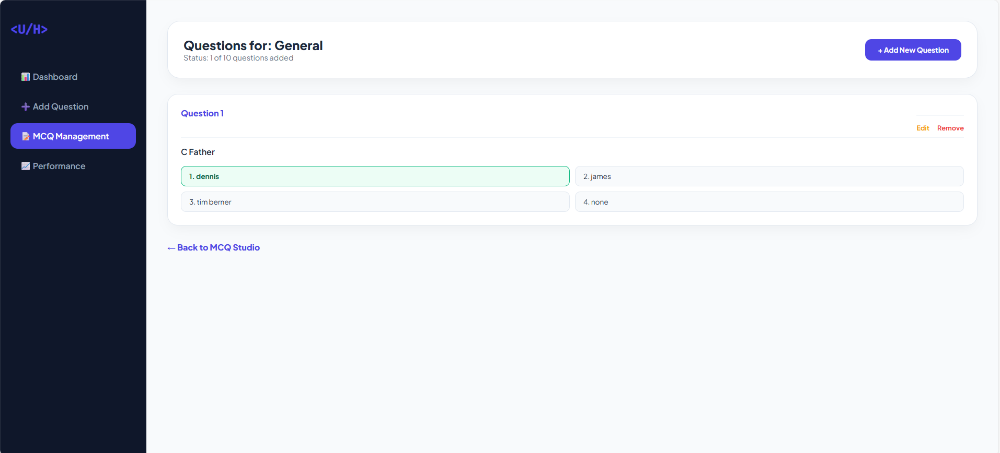 <U/H>
Dashboard
Add Question
MCQ Management
Performance
Questions for: General
Status: 1 of 10 questions added
+ Add New Question
Question 1
Edit Remove
C Father
1. dennis
2. james
3. tim berner
4. none
← Back to MCQ Studio